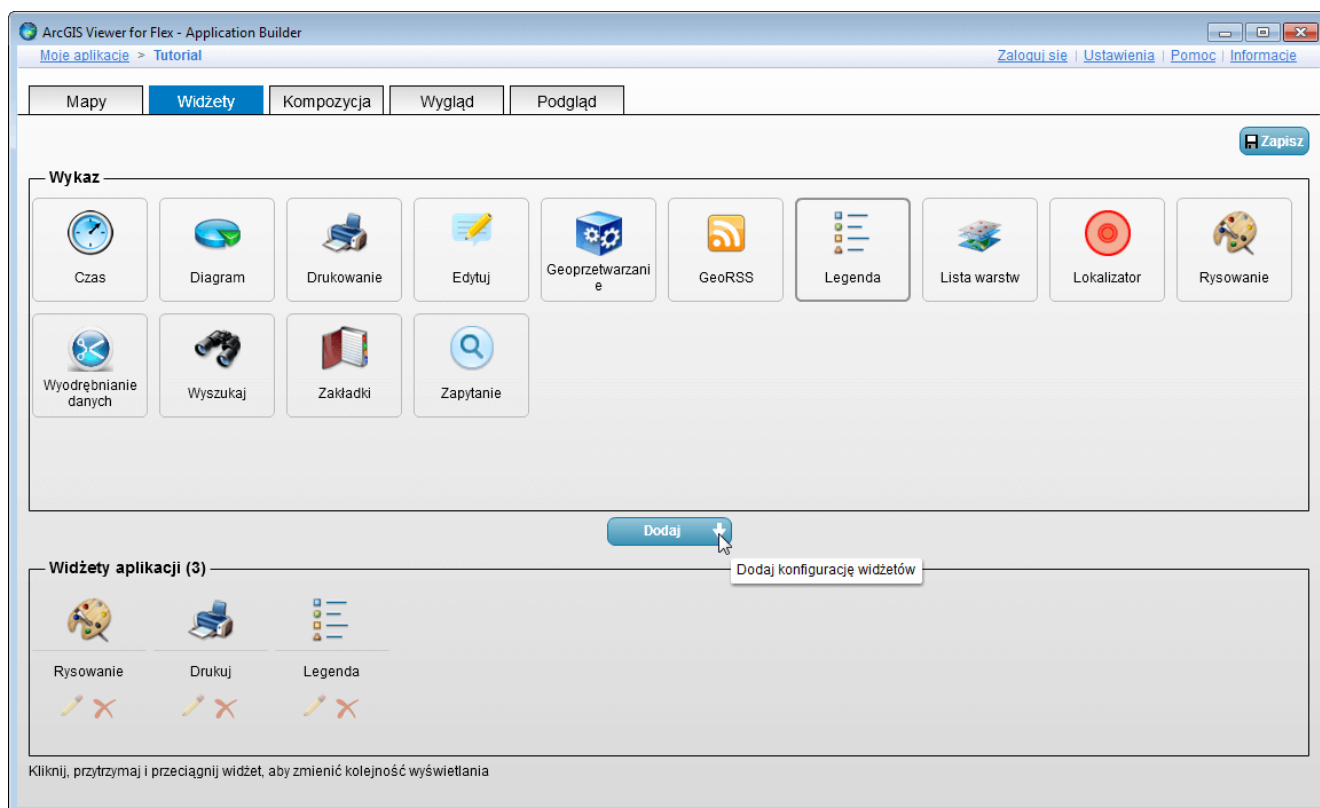 ArcGIS Viewer for Flex - Application Builder
Moje aplikacje > Tutorial
Zaloguj się | Ustawienia | Pomoc | Informacje
Mapy
Widżety
Kompozycja
Wygląd
Podgląd
Zapisz
Wykaz
Czas
Diagram
Drukowanie
Edytuj
Geoprzetwarzani
e
GeoRSS
Legenda
Lista warstw
Lokalizator
Rysowanie
Wyodrębnianie
danych
Wyszukaj
Zakładki
Zapytanie
Dodaj
Dodaj konfigurację widżetów
Widżety aplikacji (3)
Rysowanie
Drukuj
Legenda
Kliknij, przytrzymaj i przeciągnij widżet, aby zmienić kolejność wyświetlania